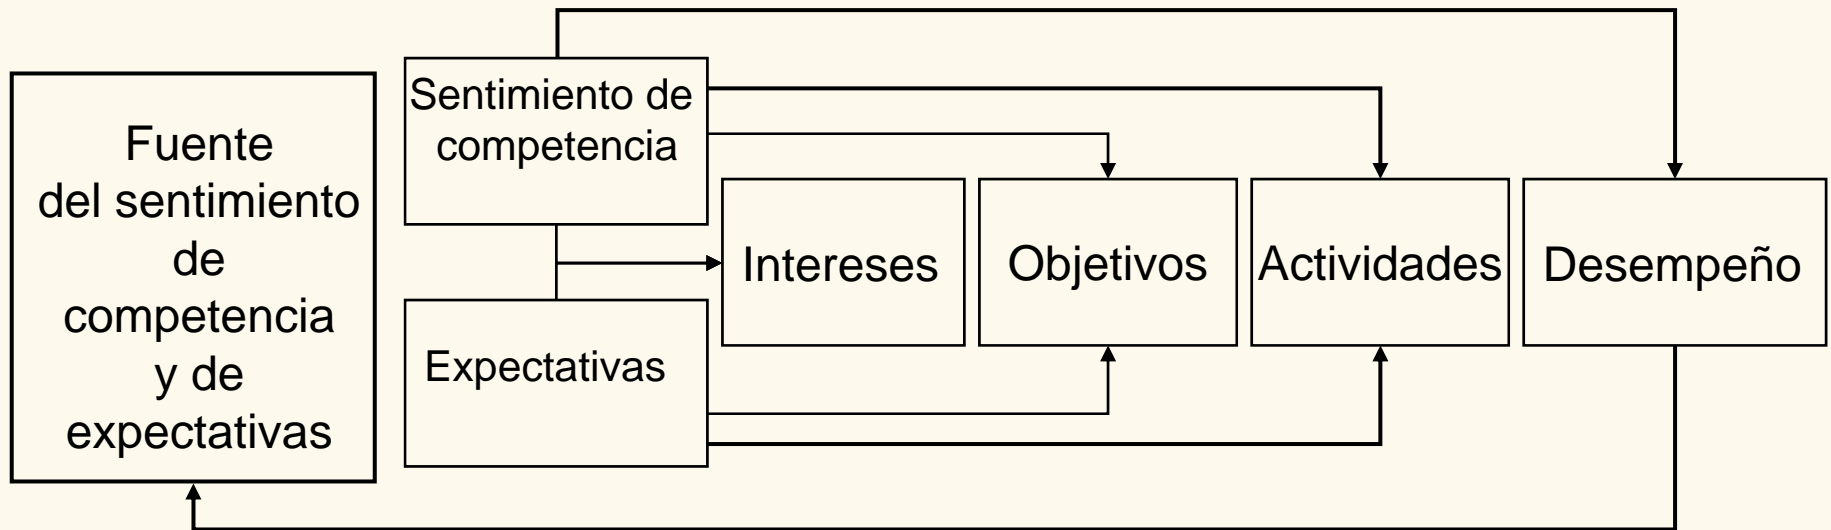 Fuente
del sentimiento
de
competencia
y de
expectativas
Sentimiento de
competencia
Expectativas
Intereses
Objetivos
Actividades
Desempeño